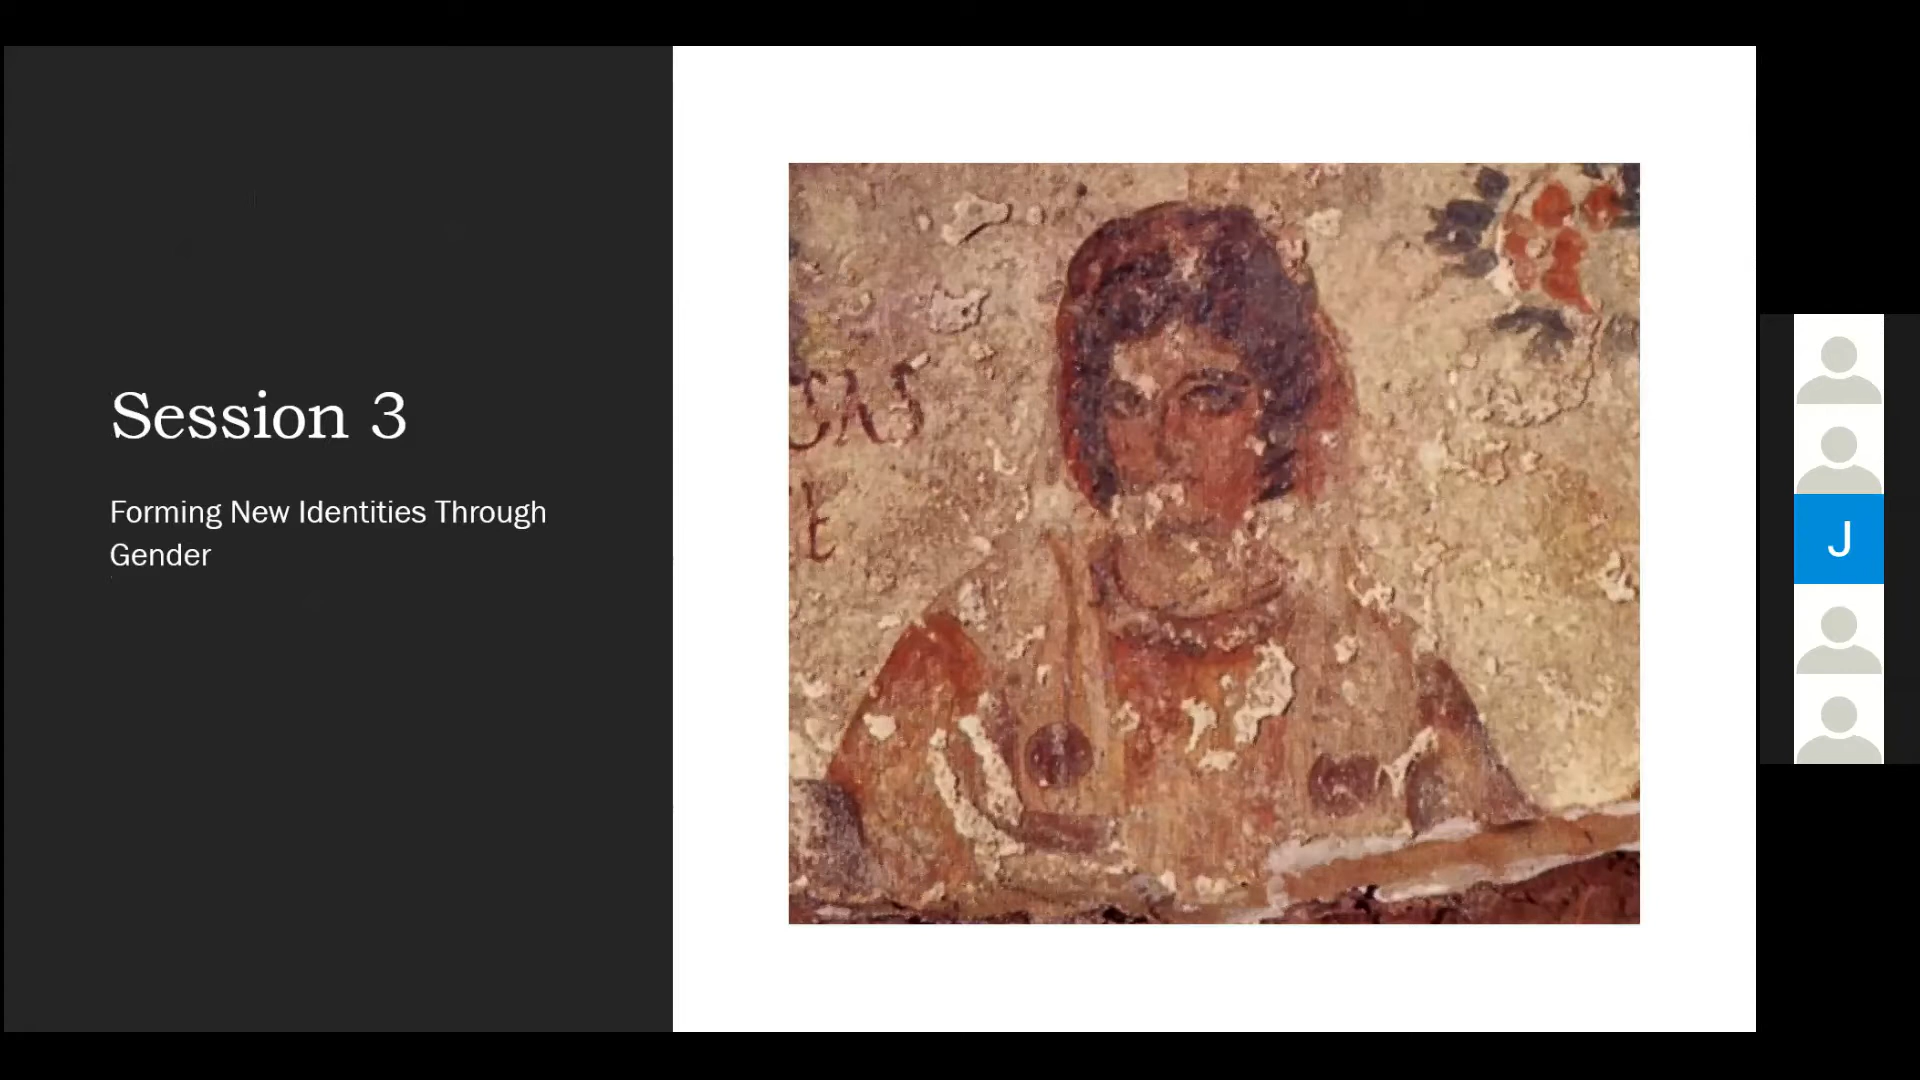 Session 3
Forming New Identities Through
Gender
J